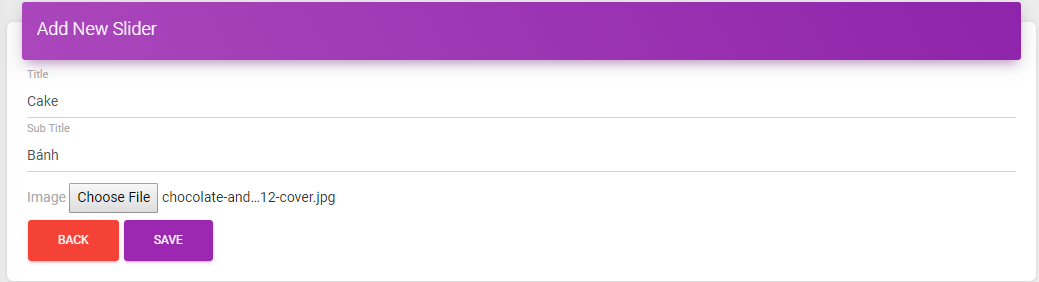 Add New Slider
Title
Cake
Sub Title
Bánh
Image Choose File chocolate-and...12-cover.jpg
BACK SAVE